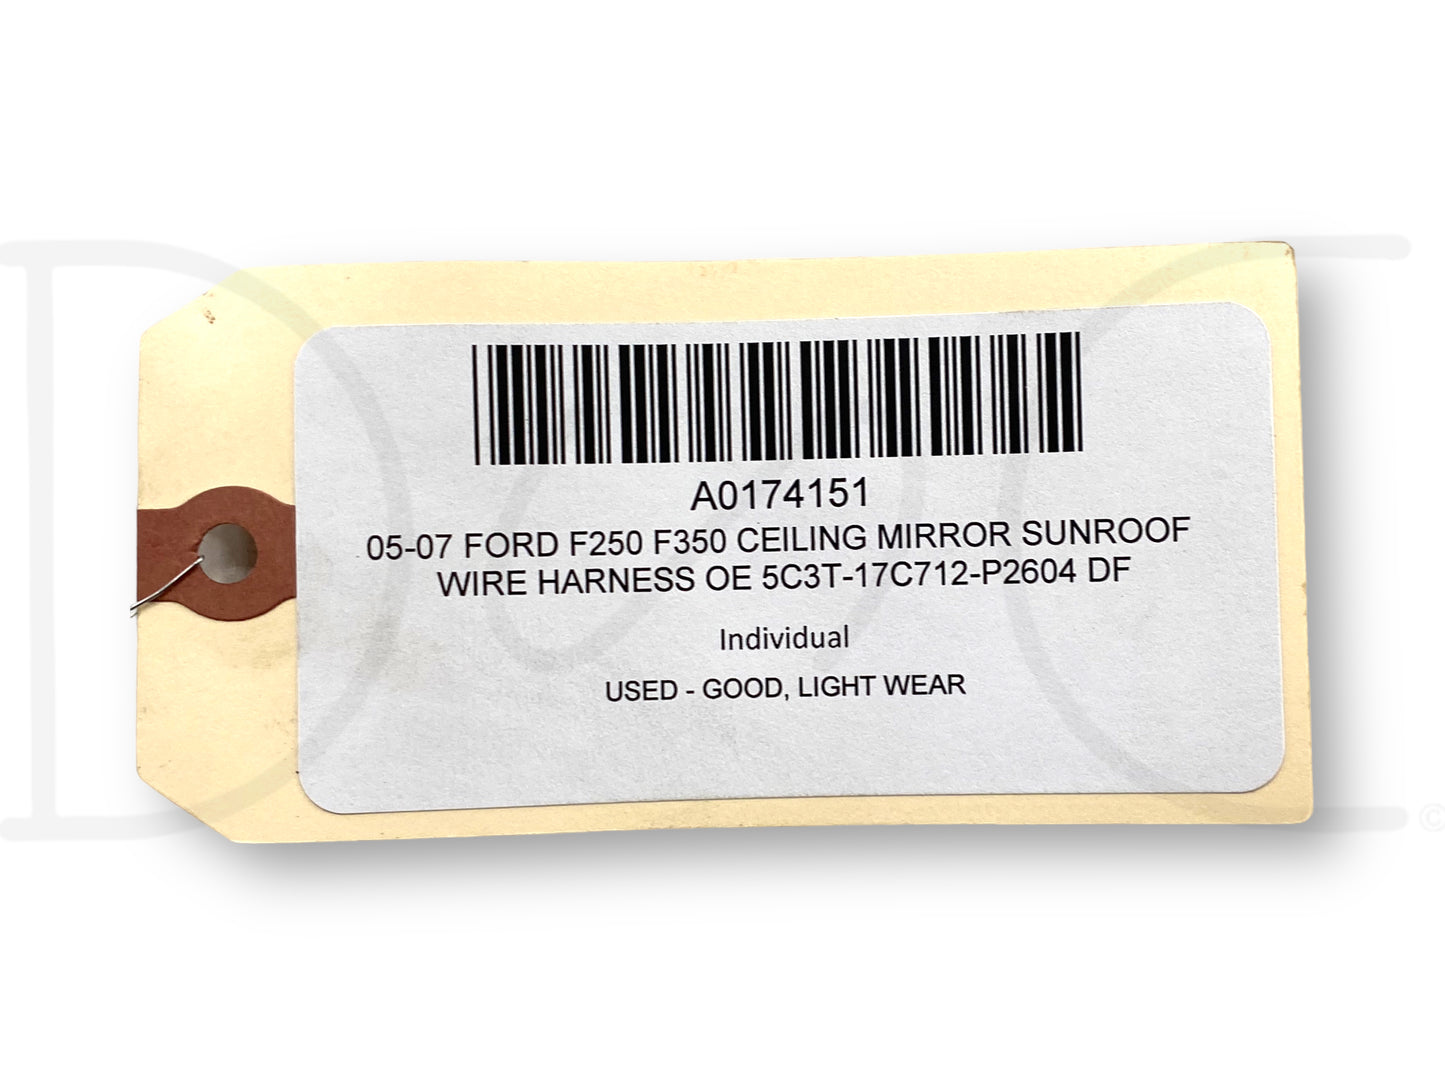 A0174151
05-07 FORD F250 F350 CEILING MIRROR SUNROOF
WIRE HARNESS OE 5C3T-17C712-P2604 DF
Individual
USED - GOOD, LIGHT WEAR
©